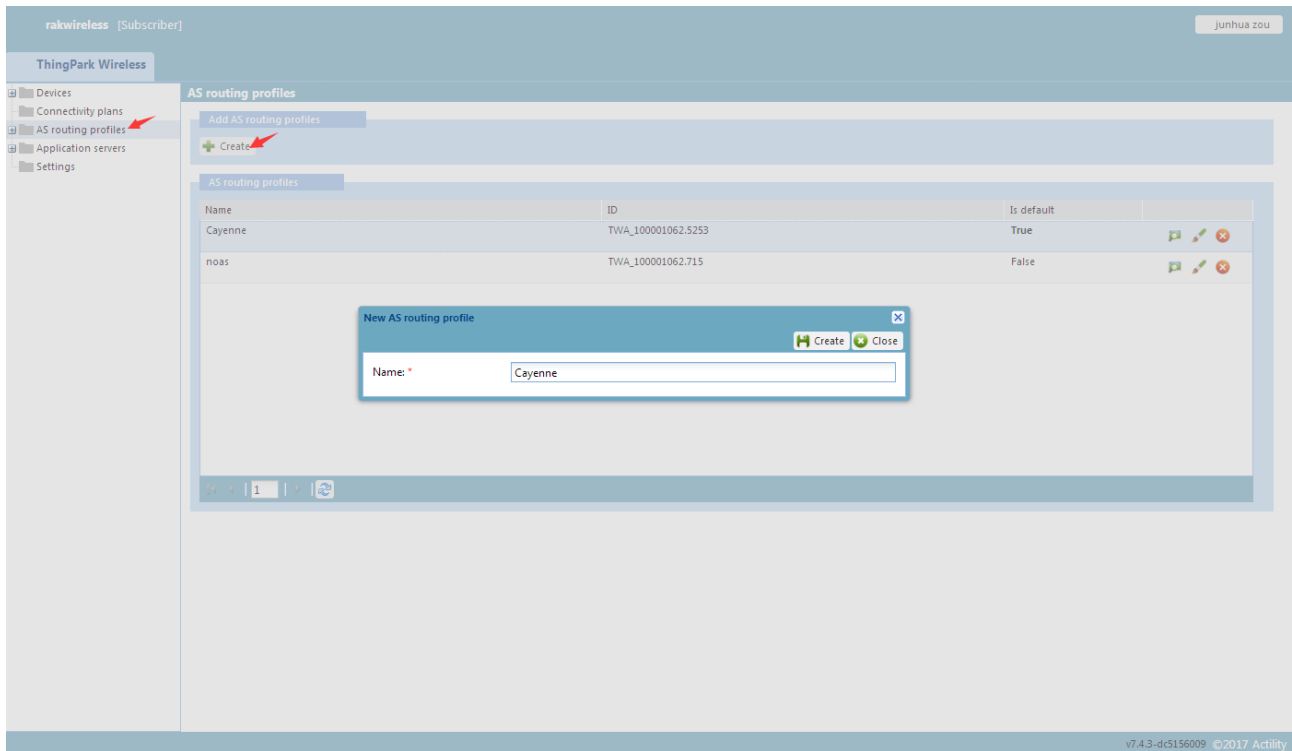 rakwireless [Subscriber]
junhua zou
ThingPark Wireless
Devices
Connectivity plans
AS routing profiles
Application servers
Settings
AS routing profiles
Add AS routing profiles
Create
AS routing profiles
Name ID Is default
Cayenne TWA_100001062.5253 True
noas TWA_100001062.715 False
New AS routing profile
Create Close
Name: * Cayenne
1
v7.4.3-dc5156009 ©2017 Actility